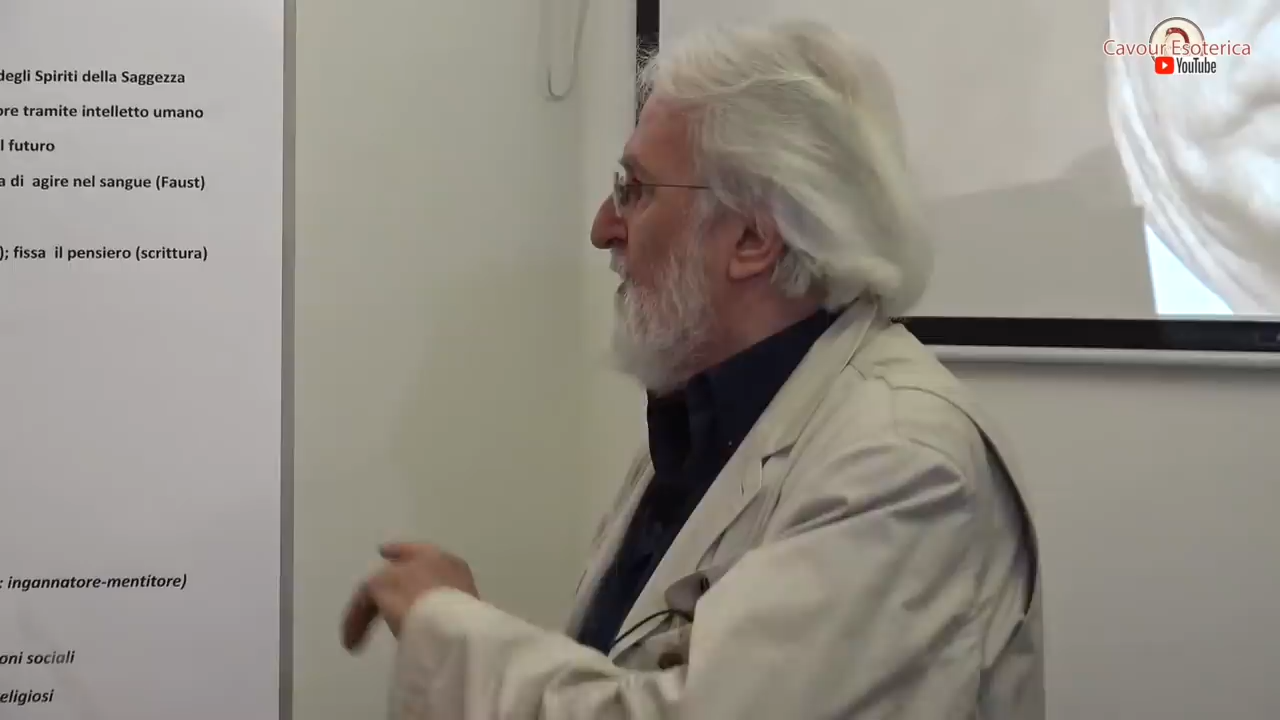 degli Spiriti della Saggezza
ore tramite intelletto umano
l futuro
a di agire nel sangue (Faust)
); fissa il pensiero (scrittura)
: ingannatore-mentitore)
oni sociali
eligiosi
Cavour Esoterica
YouTube